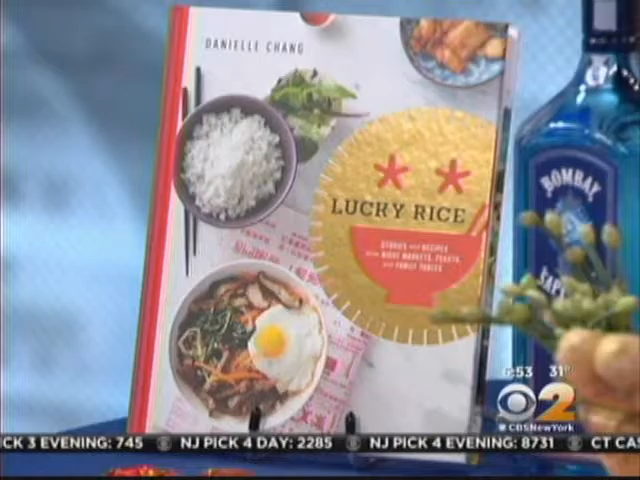 DANIELLE CHANG
LUCKY RICE
STORIES AND RECIPES
FROM NIGHT MARKETS, FEASTS,
AND FAMILY TABLES
BOMBAY
6:53 31°
2
@CBSNewYork
CK 3 EVENING: 745 NJ PICK 4 DAY: 2285 NJ PICK 4 EVENING: 8731 CT CAS